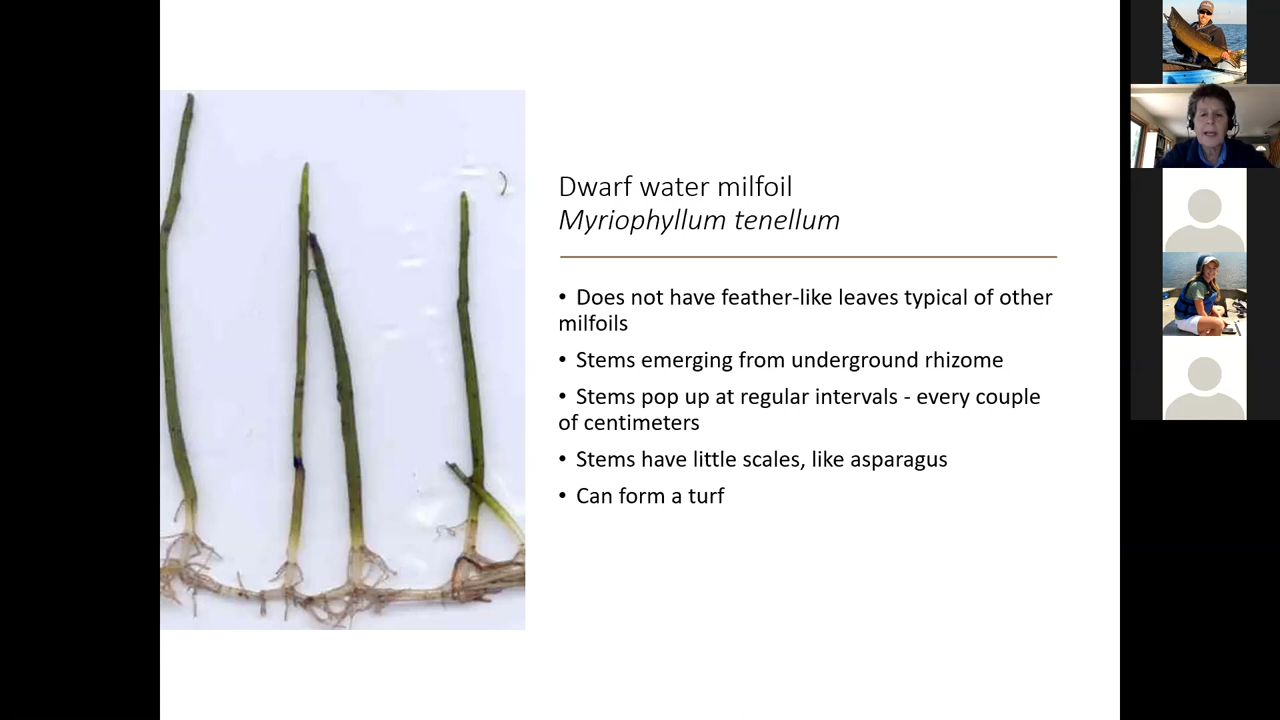 Dwarf water milfoil
Myriophyllum tenellum
• Does not have feather-like leaves typical of other
milfoils
• Stems emerging from underground rhizome
• Stems pop up at regular intervals - every couple
of centimeters
• Stems have little scales, like asparagus
• Can form a turf